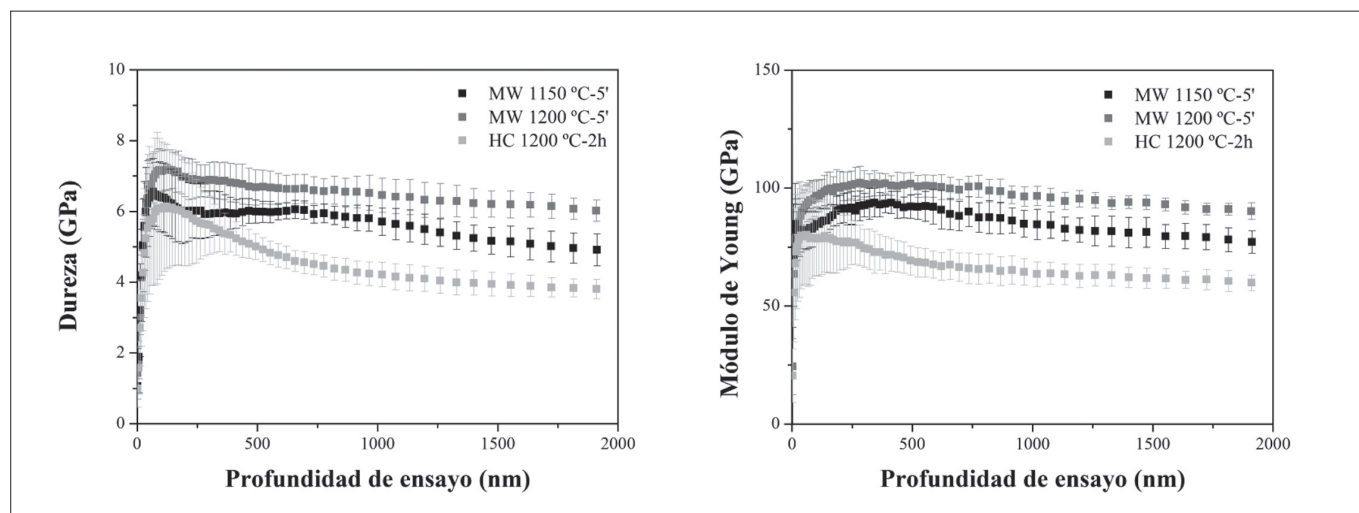 10
8
6
4
2
0
Dureza (GPa)
MW 1150 ºC-5'
MW 1200 ºC-5'
HC 1200 ºC-2h
0 500 1000 1500 2000
Profundidad de ensayo (nm)
150
100
50
0
Módulo de Young (GPa)
MW 1150 ºC-5'
MW 1200 ºC-5'
HC 1200 ºC-2h
0 500 1000 1500 2000
Profundidad de ensayo (nm)